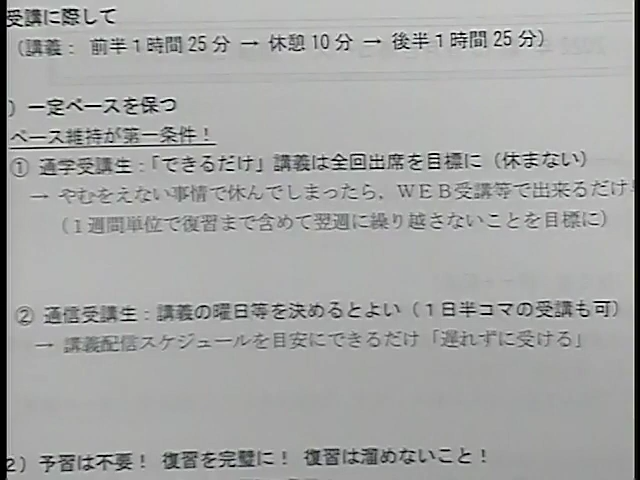 受講に際して
（講義： 前半１時間25分 → 休憩10分 → 後半１時間25分）
）一定ペースを保つ
ペース維持が第一条件！
① 通学受講生：「できるだけ」講義は全回出席を目標に（休まない）
→ やむをえない事情で休んでしまったら，ＷＥＢ受講等で出来るだけ！
（１週間単位で復習まで含めて翌週に繰り越さないことを目標に）
② 通信受講生：講義の曜日等を決めるとよい（１日半コマの受講も可）
→ 講義配信スケジュールを目安にできるだけ「遅れずに受ける」
2）予習は不要！ 復習を完璧に！ 復習は溜めないこと！